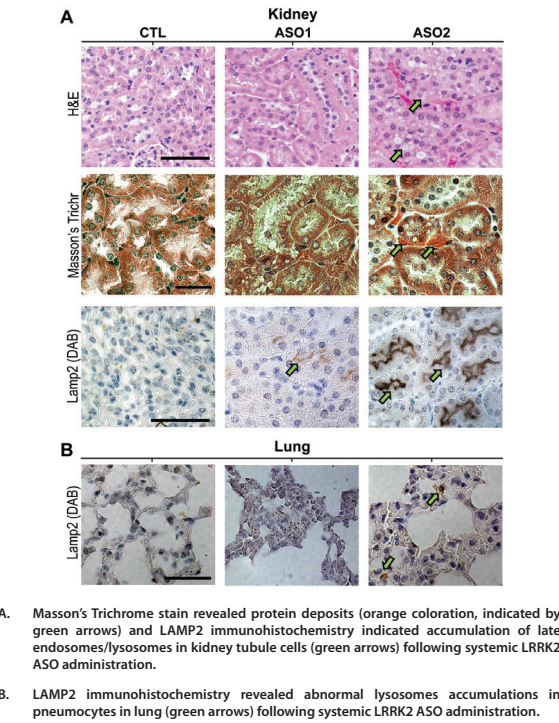 A
Kidney
CTL ASO1 ASO2
H&E
Masson's Trichr
Lamp2 (DAB)
B
Lung
Lamp2 (DAB)
A. Masson's Trichrome stain revealed protein deposits (orange coloration, indicated by
green arrows) and LAMP2 immunohistochemistry indicated accumulation of late
endosomes/lysosomes in kidney tubule cells (green arrows) following systemic LRRK2
ASO administration.
B. LAMP2 immunohistochemistry revealed abnormal lysosomes accumulations in
pneumocytes in lung (green arrows) following systemic LRRK2 ASO administration.